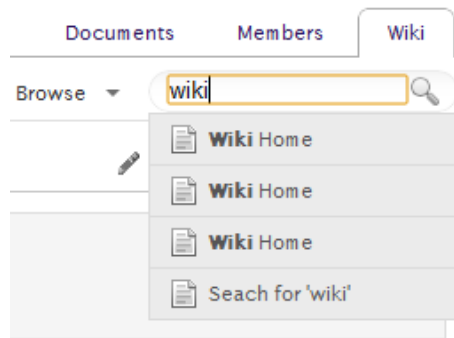 Documents Members Wiki
Browse wiki
Wiki Home
Wiki Home
Wiki Home
Seach for 'wiki'